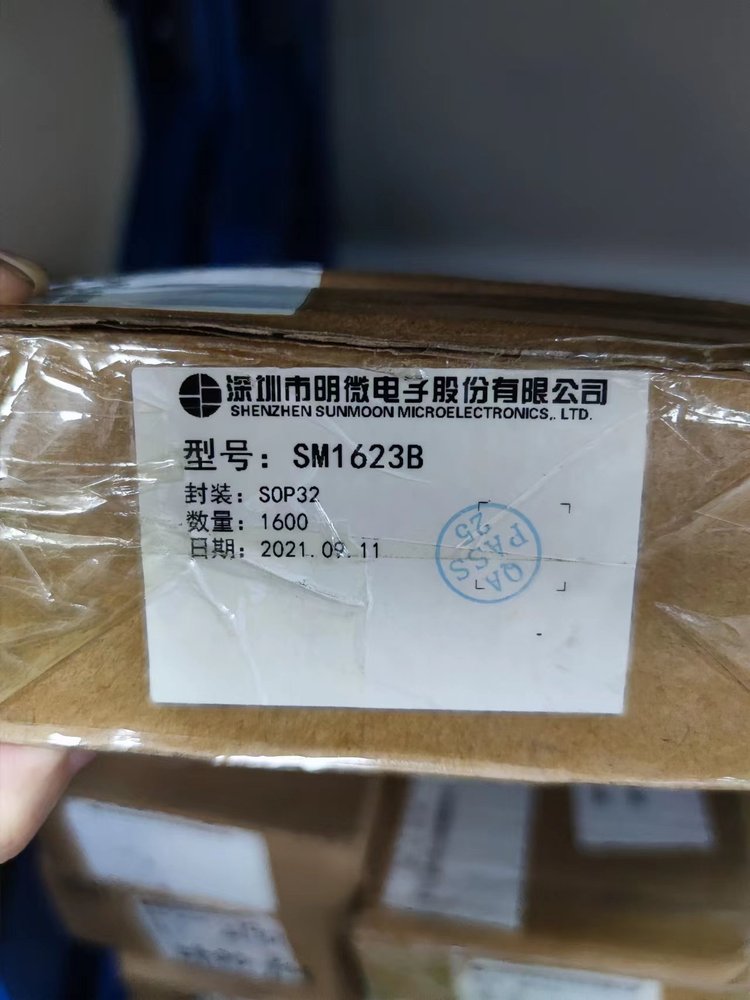 深圳市明微电子股份有限公司
SHENZHEN SUNMOON MICROELECTRONICS,. LTD.
型号: SM1623B
封装: SOP32
数量: 1600
日期: 2021.09.11
QA PASS
25